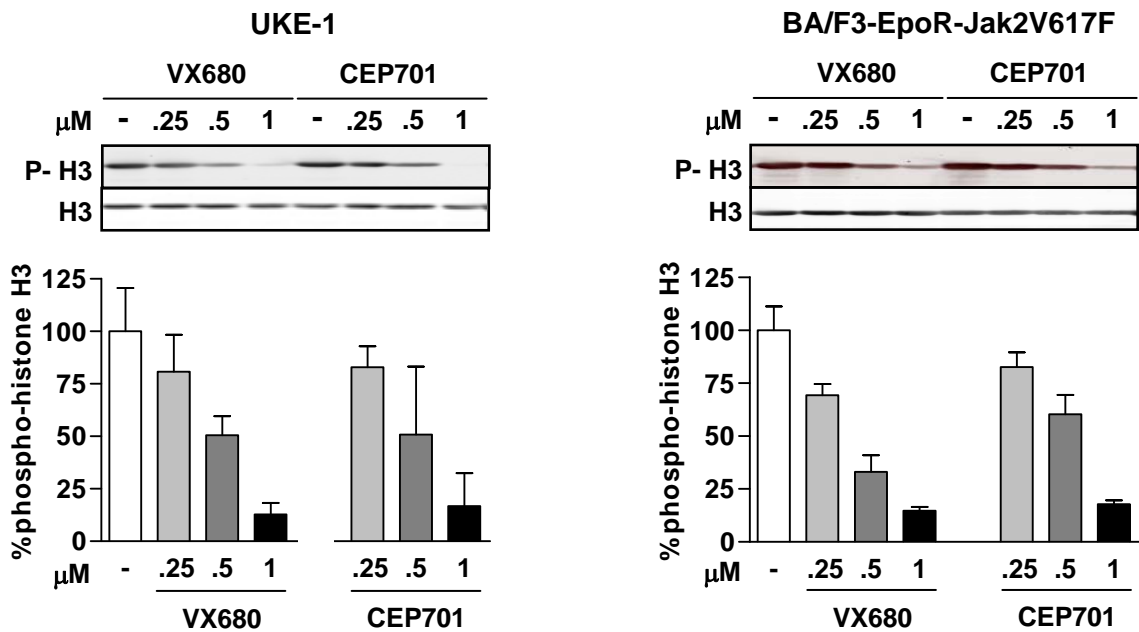 UKE-1
VX680 CEP701
μM - .25 .5 1 - .25 .5 1
P- H3
H3
%phospho-histone H3
125
100
75
50
25
0
μM - .25 .5 1 .25 .5 1
VX680 CEP701
BA/F3-EpoR-Jak2V617F
VX680 CEP701
μM - .25 .5 1 - .25 .5 1
P- H3
H3
%phospho-histone H3
125
100
75
50
25
0
μM - .25 .5 1 .25 .5 1
VX680 CEP701